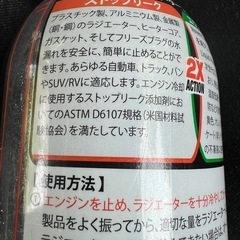 ストップリーク
プラスチック製、アルミニウム製、金属製
(銅・鋼)のラジエーター、ヒーターコア、
ガスケット、そしてフリーズプラグの水
漏れを安全に、簡単に止めることがで
きます。あらゆる自動車、トラック、バン
やSUV/RVに適応します。エンジン冷却
に使用するストップリーク添加剤におい
てのASTM D6107規格(米国材料試
験協会)を満たしています。
2X
ACTION
【使用方法】
エンジンを止め、ラジエーターを十分冷やして
製品をよく振ってから、適切な量をラジエー